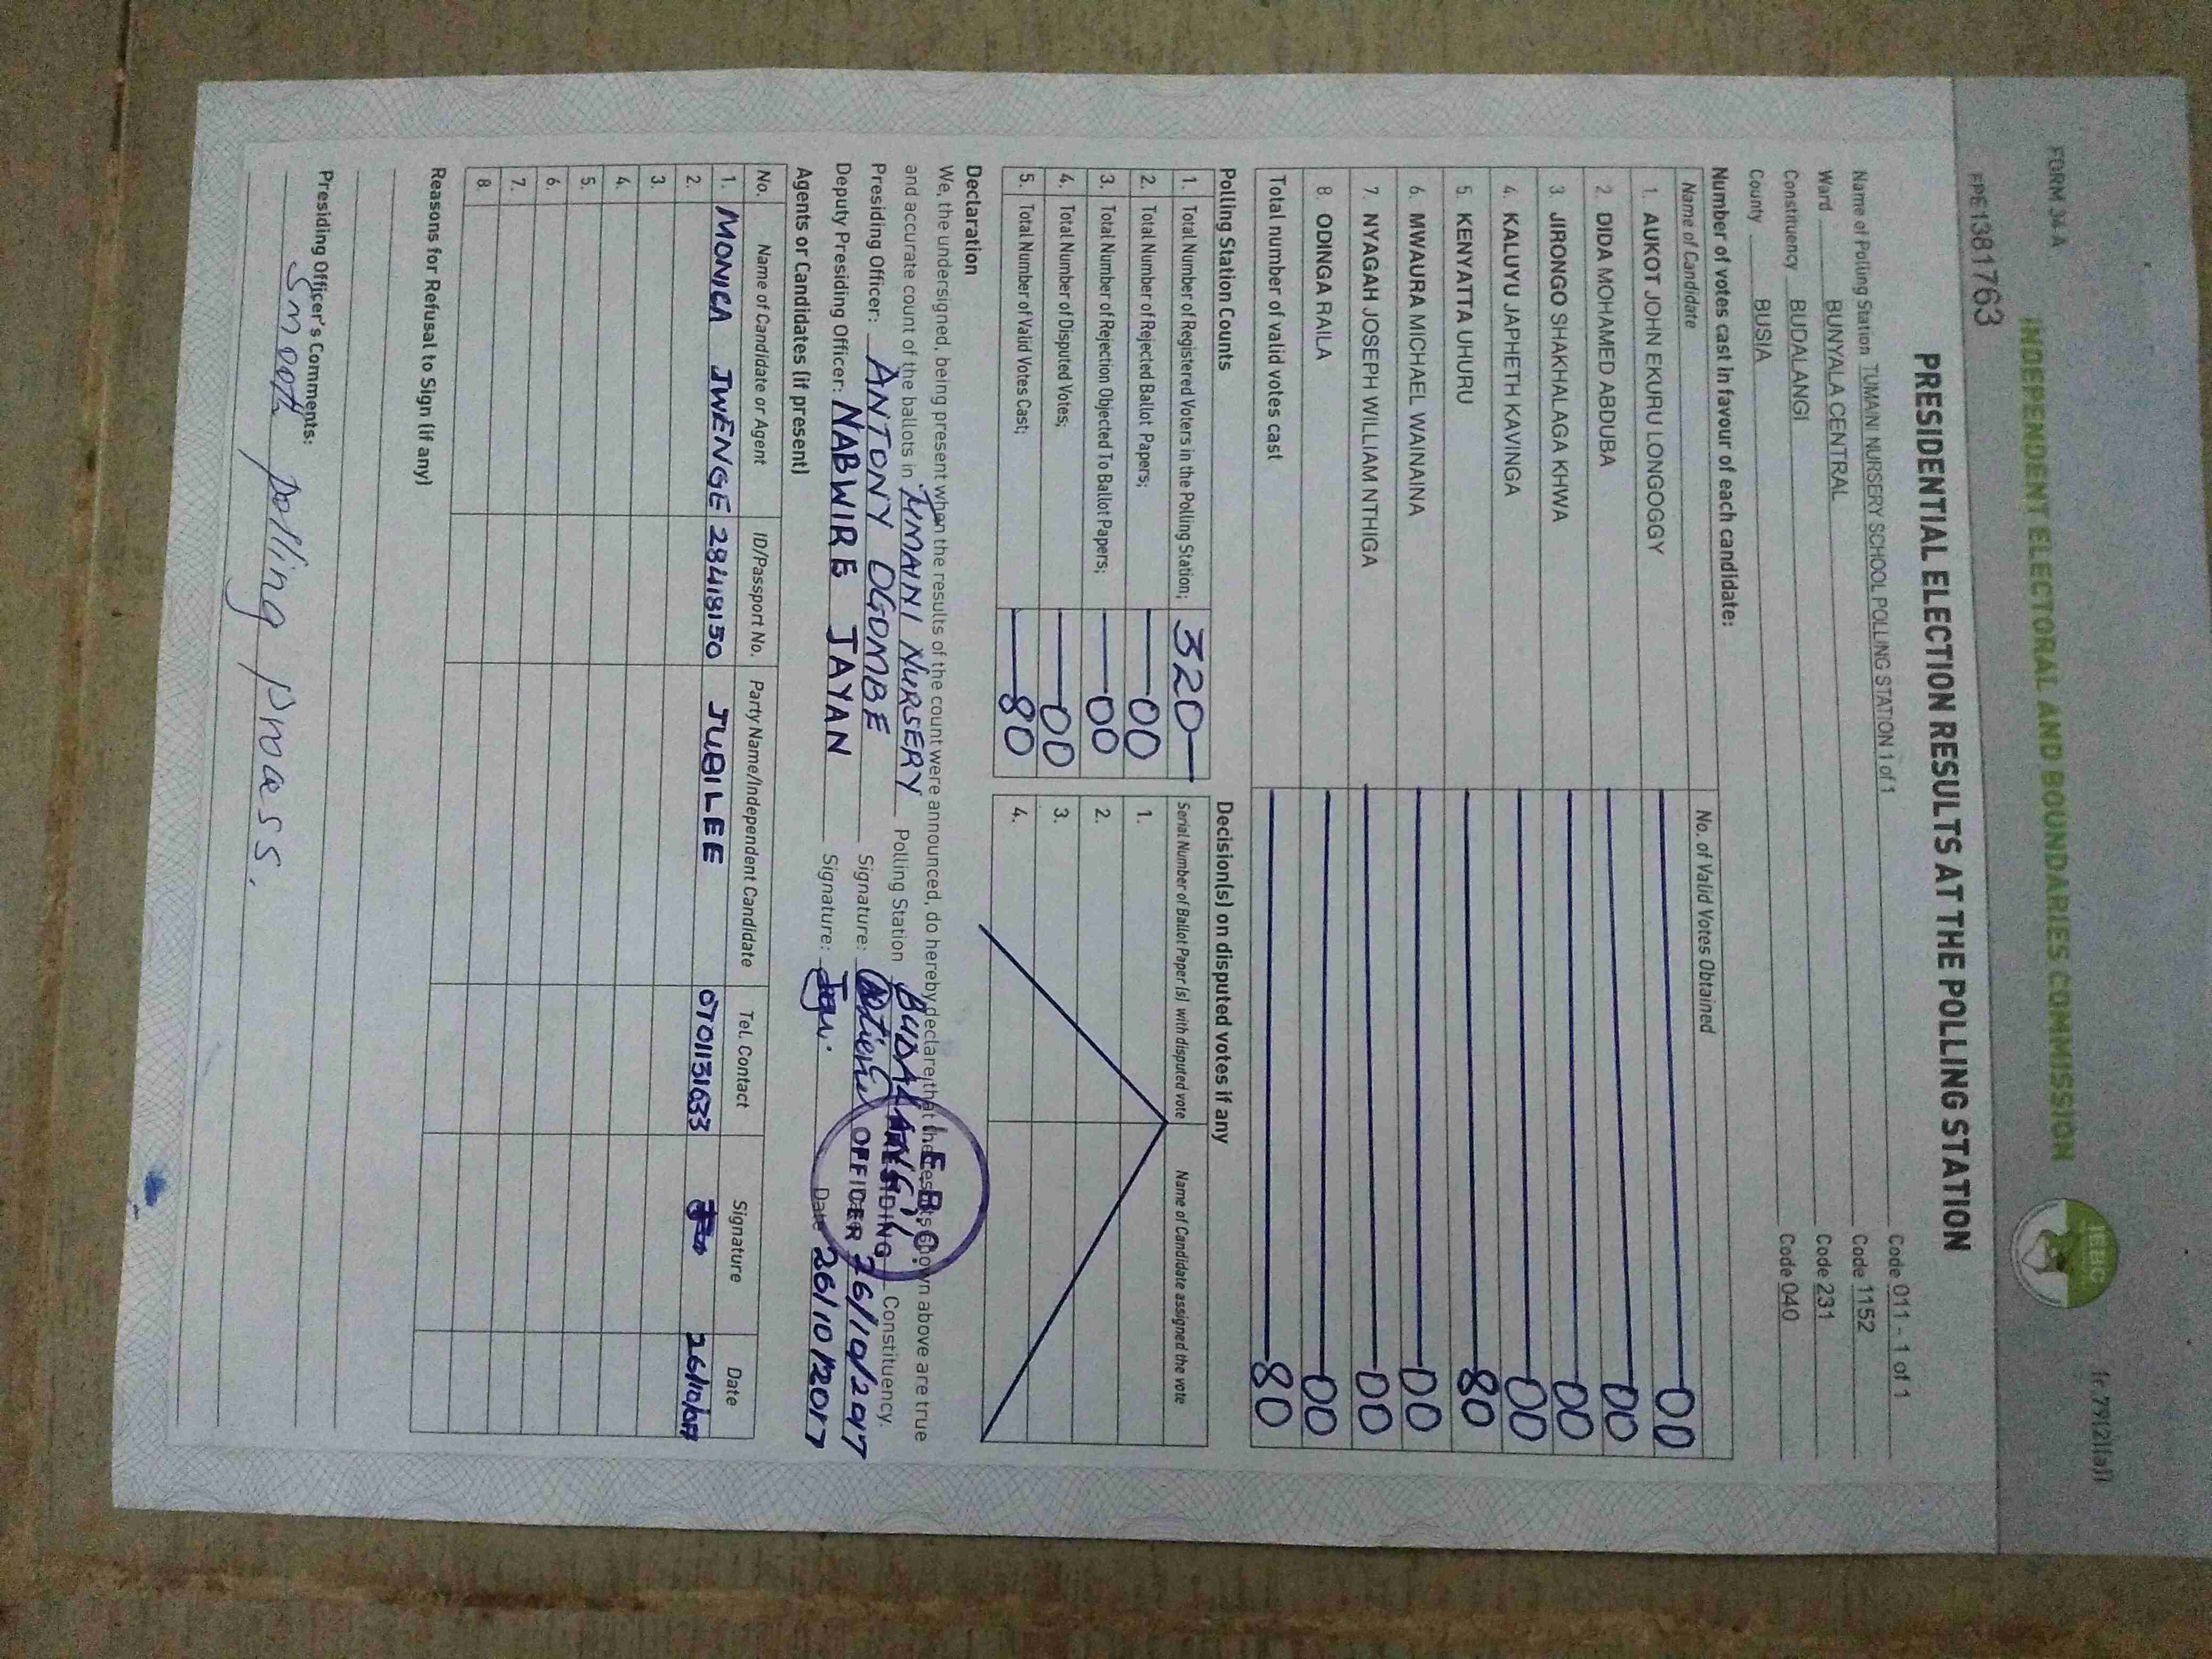 FORM 34 A
fr.79(2)(a))
INDEPENDENT ELECTORAL AND BOUNDARIES COMMISSION
IEBC
FPE1381763
PRESIDENTIAL ELECTION RESULTS AT THE POLLING STATION
Name of Polling Station TUMAINI NURSERY SCHOOL POLLING STATION 1 of 1 Code 011 - 1 of 1
Ward BUNYALA CENTRAL Code 1152
Constituency BUDALANGI Code 231
County BUSIA Code 040
Number of votes cast in favour of each candidate:
Name of Candidate No. of Valid Votes Obtained
1. AUKOT JOHN EKURU LONGOGGY 00
2. DIDA MOHAMED ABDUBA 00
3. JIRONGO SHAKHALAGA KHWA 00
4. KALUYU JAPHETH KAVINGA 00
5. KENYATTA UHURU 80
6. MWAURA MICHAEL WAINAINA 00
7. NYAGAH JOSEPH WILLIAM NTHIGA 00
8. ODINGA RAILA 00
Total number of valid votes cast 80
Polling Station Counts
1. Total Number of Registered Voters in the Polling Station; 320
2. Total Number of Rejected Ballot Papers; 00
3. Total Number of Rejection Objected To Ballot Papers; 00
4. Total Number of Disputed Votes; 00
5. Total Number of Valid Votes Cast; 80
Decision(s) on disputed votes if any
Serial Number of Ballot Paper (s) with disputed vote Name of Candidate assigned the vote
1.
2.
3.
4.
Declaration
We, the undersigned, being present when the results of the count were announced, do hereby declare that the results shown above are true
and accurate count of the ballots in TUMAINI NURSERY Polling Station BUDALANGI Constituency.
Presiding Officer: ANTONY OGOMBE Signature: 26/10/2017
Deputy Presiding Officer: NABWIRE JAYAN Signature: Date 26/10/2017
I.E.B.C.
PRESIDING
OFFICER
Agents or Candidates (if present)
No. Name of Candidate or Agent ID/Passport No. Party Name/Independent Candidate Tel. Contact Signature Date
1. MONICA JWENGE 28418130 JUBILEE 0701131633 26/10/2017
2.
3.
4.
5.
6.
7.
8.
Reasons for Refusal to Sign (if any)
Presiding Officer's Comments:
Smooth polling process.